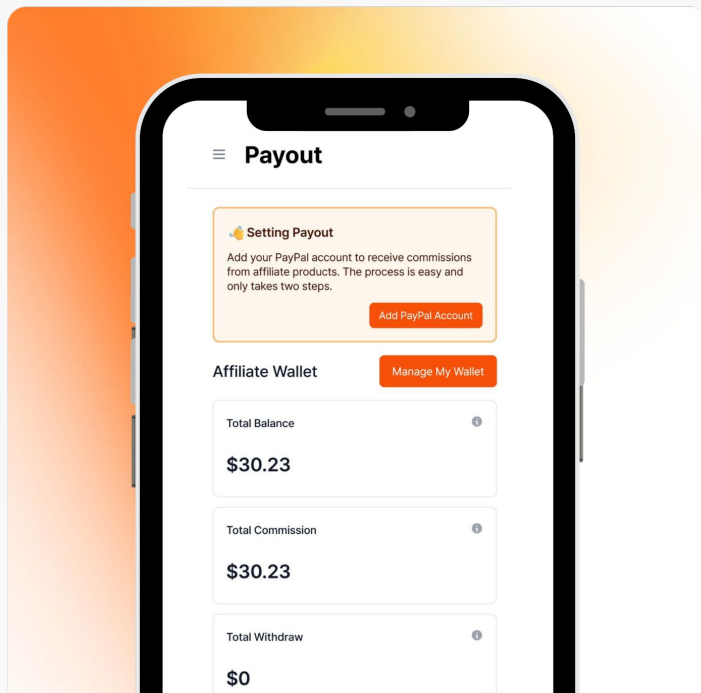 Payout
Setting Payout
Add your PayPal account to receive commissions
from affiliate products. The process is easy and
only takes two steps.
Add PayPal Account
Affiliate Wallet
Manage My Wallet
Total Balance
$30.23
Total Commission
$30.23
Total Withdraw
$0